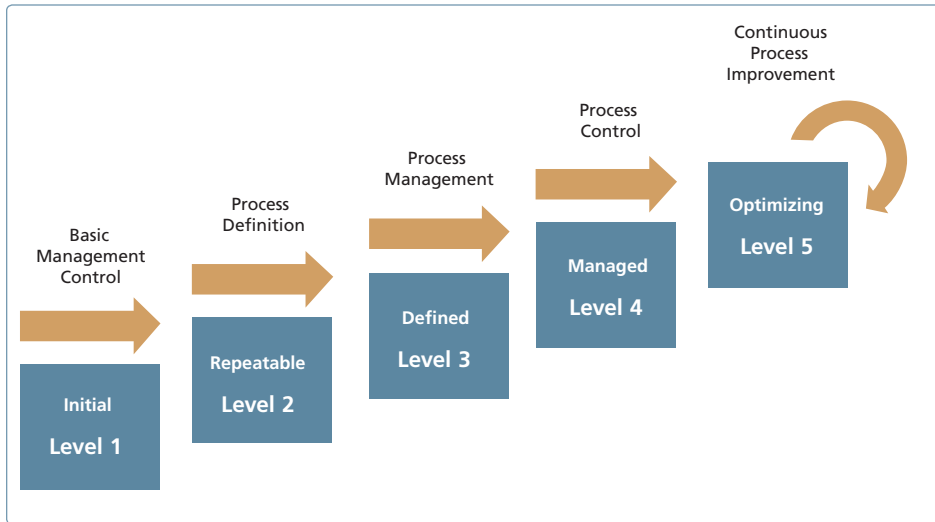 Continuous
Process
Improvement
Process
Control
Process
Management
Process
Definition
Basic
Management
Control
Optimizing
Level 5
Managed
Level 4
Defined
Level 3
Repeatable
Level 2
Initial
Level 1